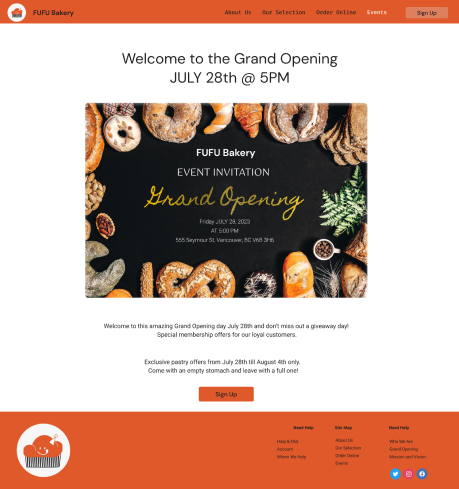 FUFU Bakery
About Us
Our Selection
Order Online
Events
Sign Up
Welcome to the Grand Opening
JULY 28th @ 5PM
FUFU Bakery
EVENT INVITATION
Grand Opening
Friday JULY 28, 2023
AT 5:00 PM
555 Seymour St, Vancouver, BC V6B 3H6
Welcome to this amazing Grand Opening day July 28th and don't miss out a giveaway day!
Special membership offers for our loyal customers.
Exclusive pastry offers from July 28th till August 4th only.
Come with an empty stomach and leave with a full one!
Sign Up
Need Help
Help & FAQ
Account
Where We Help
Site Map
About Us
Our Selection
Order Online
Events
Need Help
Who We Are
Grand Opening
Mission and Vision